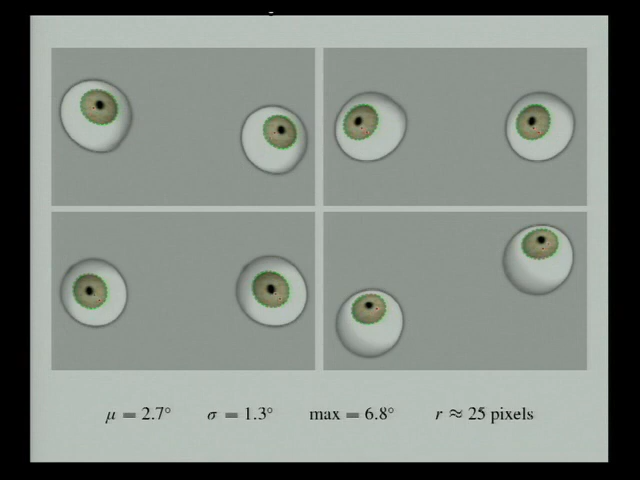 μ = 2.7° σ = 1.3° max = 6.8° r ≈ 25 pixels